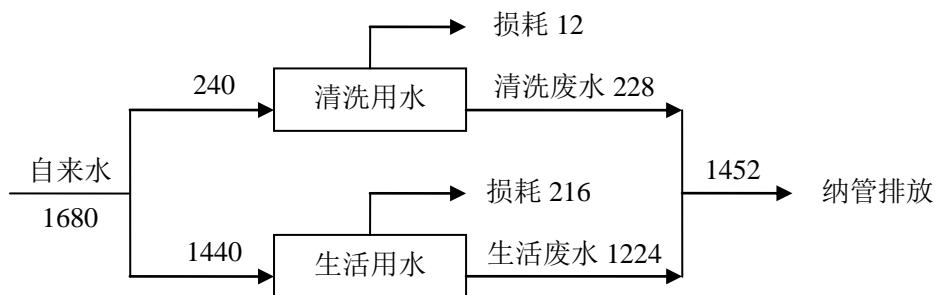 损耗 12
240
清洗用水
清洗废水 228
自来水
1680
损耗 216
1452
纳管排放
1440
生活用水
生活废水 1224